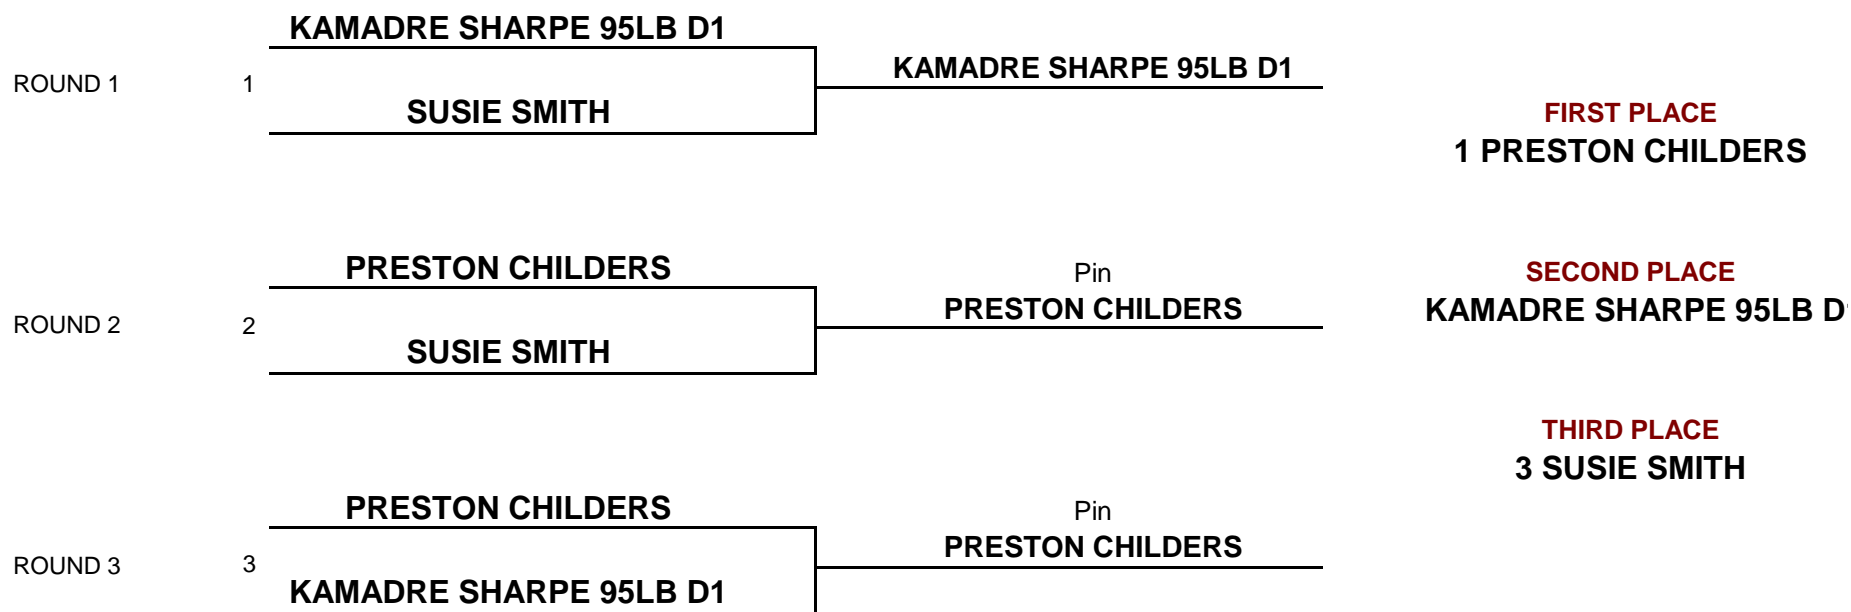 KAMADRE SHARPE 95LB D1
ROUND 1
1
KAMADRE SHARPE 95LB D1
SUSIE SMITH
FIRST PLACE
1 PRESTON CHILDERS
PRESTON CHILDERS
Pin
SECOND PLACE
ROUND 2
2
PRESTON CHILDERS
KAMADRE SHARPE 95LB D
SUSIE SMITH
THIRD PLACE
3 SUSIE SMITH
PRESTON CHILDERS
Pin
ROUND 3
3
PRESTON CHILDERS
KAMADRE SHARPE 95LB D1